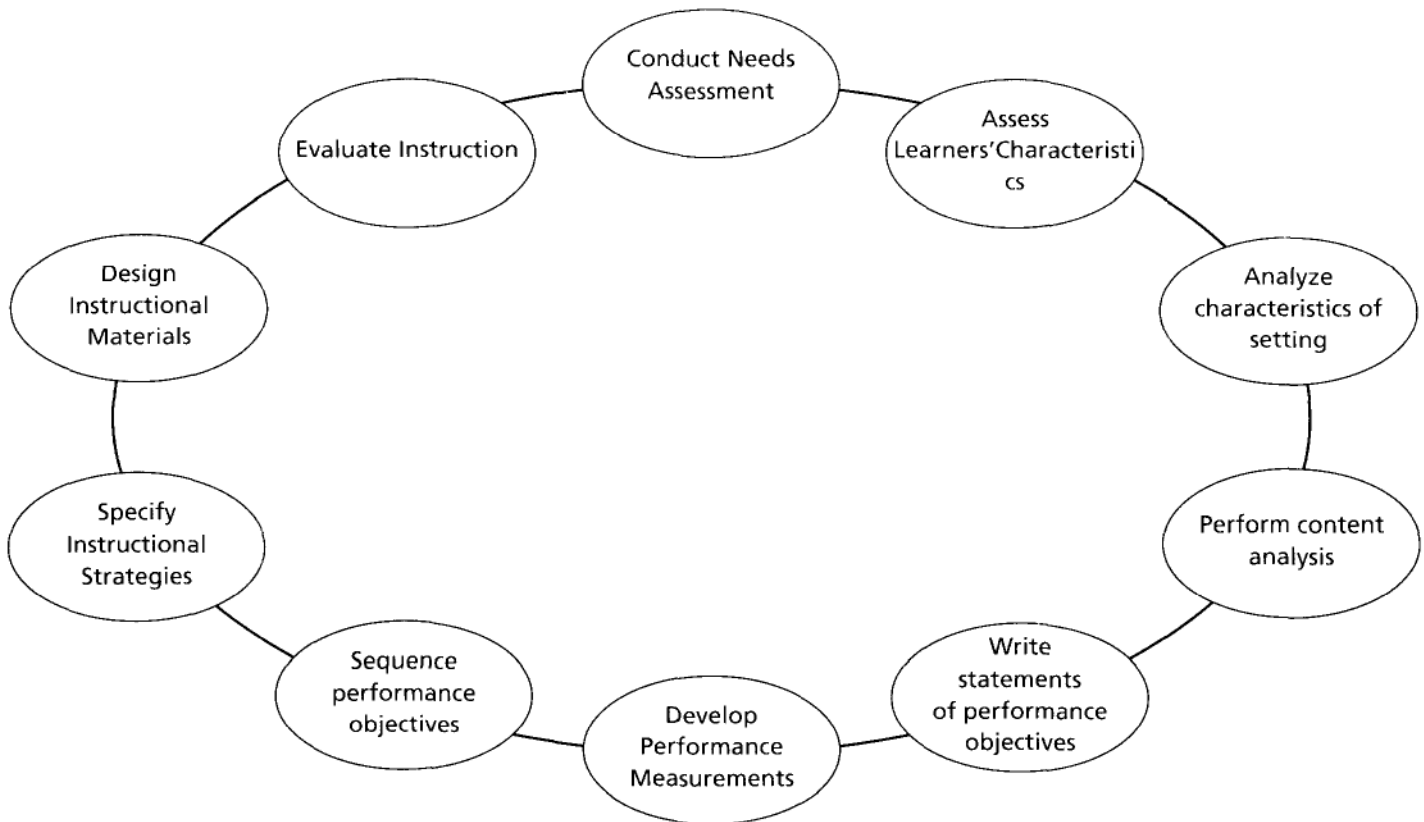 Conduct Needs
Assessment
Assess
Learners'Characteristi
cs
Analyze
characteristics of
setting
Perform content
analysis
Write
statements
of performance
objectives
Develop
Performance
Measurements
Sequence
performance
objectives
Specify
Instructional
Strategies
Design
Instructional
Materials
Evaluate Instruction